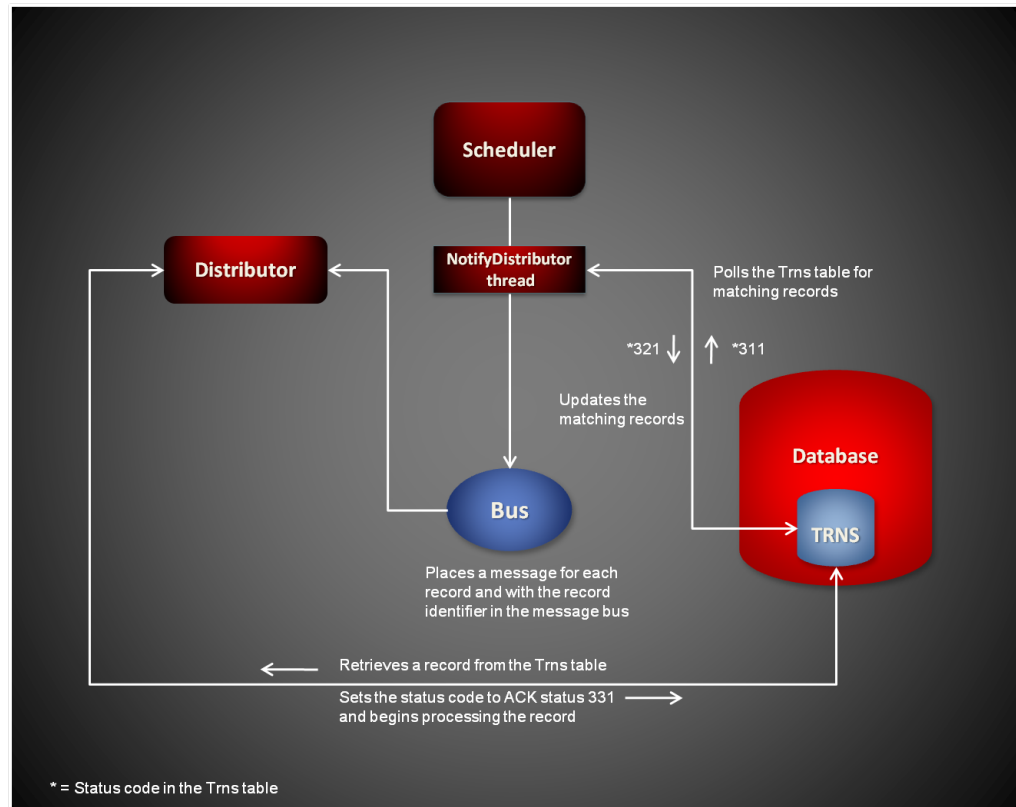 Scheduler
Distributor
NotifyDistributor
thread
Polls the Trns table for
matching records
*321
*311
Updates the
matching records
Database
Bus
TRNS
Places a message for each
record and with the record
identifier in the message bus
Retrieves a record from the Trns table
Sets the status code to ACK status 331
and begins processing the record
* = Status code in the Trns table